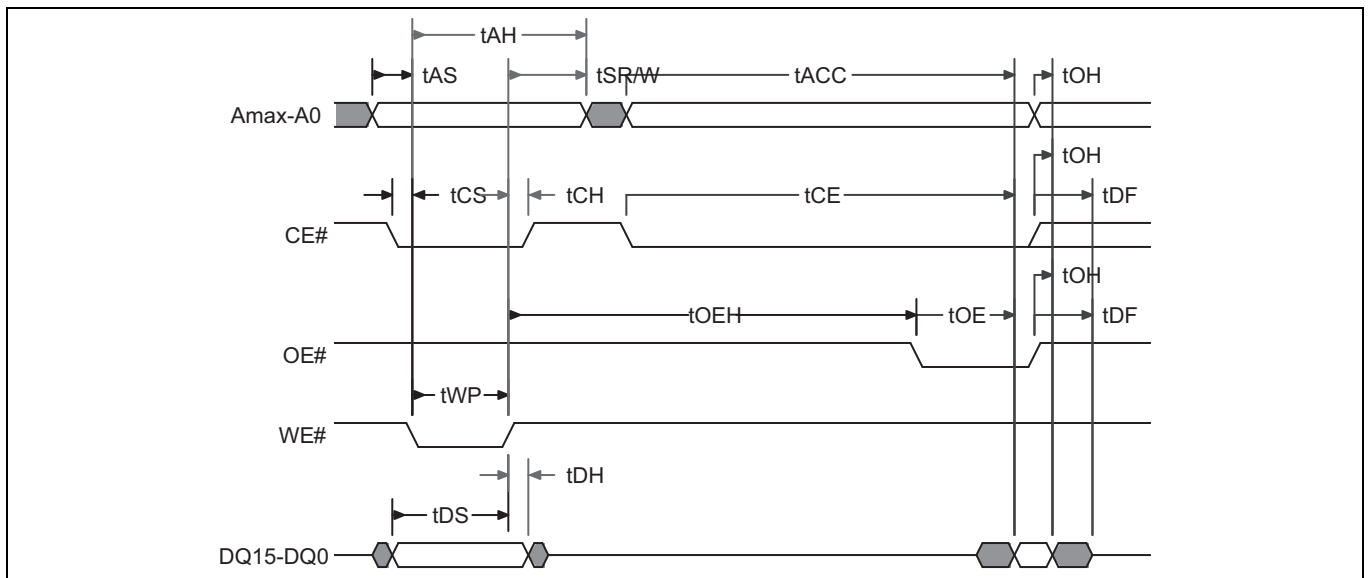 tAH
tAS tSR/W tACC tOH
Amax-A0
tOH
tCS tCH tCE tDF
CE#
tOH
tOEH tOE tDF
OE#
tWP
WE#
tDH
tDS
DQ15-DQ0